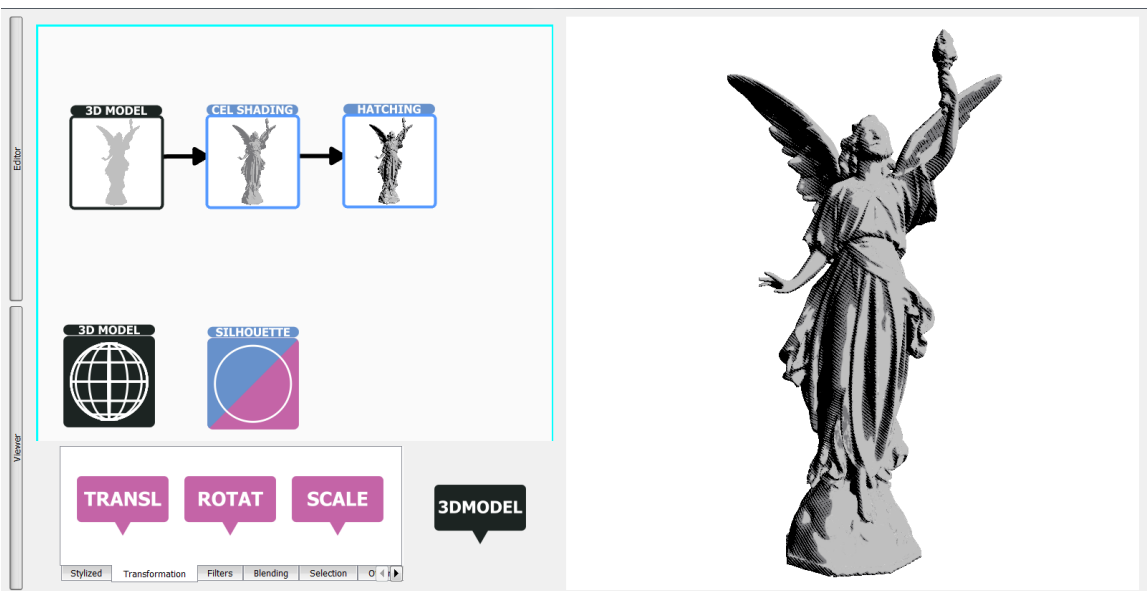 Editor
3D MODEL
CEL SHADING
HATCHING
3D MODEL
SILHOUETTE
Viewer
TRANSL
ROTAT
SCALE
3DMODEL
Stylized
Transformation
Filters
Blending
Selection